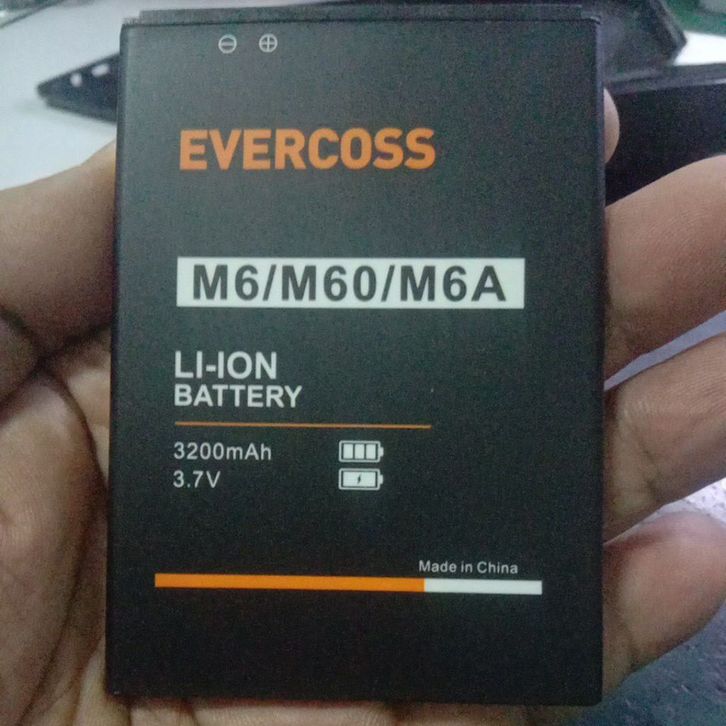 ⊖ ⊕
EVERCOSS
M6/M60/M6A
LI-ION
BATTERY
3200mAh
3.7V
Made in China